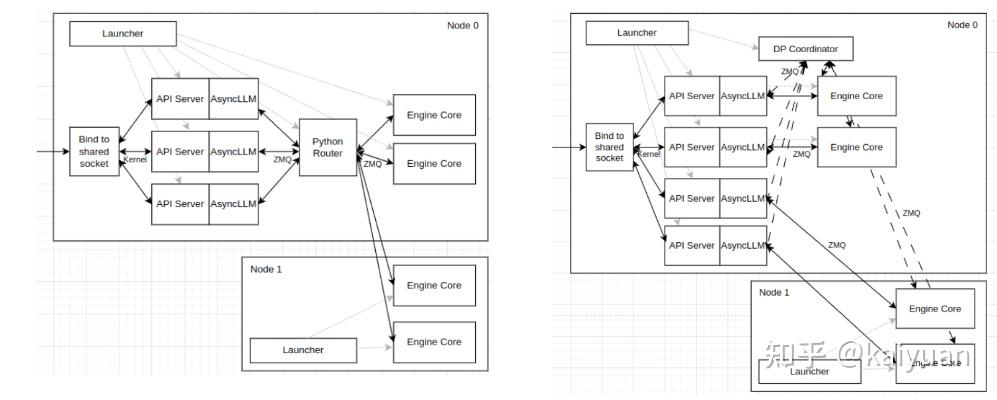 Node 0
Launcher
API Server
AsyncLLM
Engine Core
Bind to
shared
socket
Kernel
API Server
AsyncLLM
ZMQ
Python
Router
ZMQ
Engine Core
API Server
AsyncLLM
Node 1
Engine Core
Launcher
Engine Core
Node 0
Launcher
DP Coordinator
ZMQ
API Server
AsyncLLM
Engine Core
Bind to
shared
socket
Kernel
API Server
AsyncLLM
ZMQ
Engine Core
API Server
AsyncLLM
ZMQ
API Server
AsyncLLM
ZMQ
Node 1
Engine Core
Launcher
Engine Core
知乎 @kaiyuan